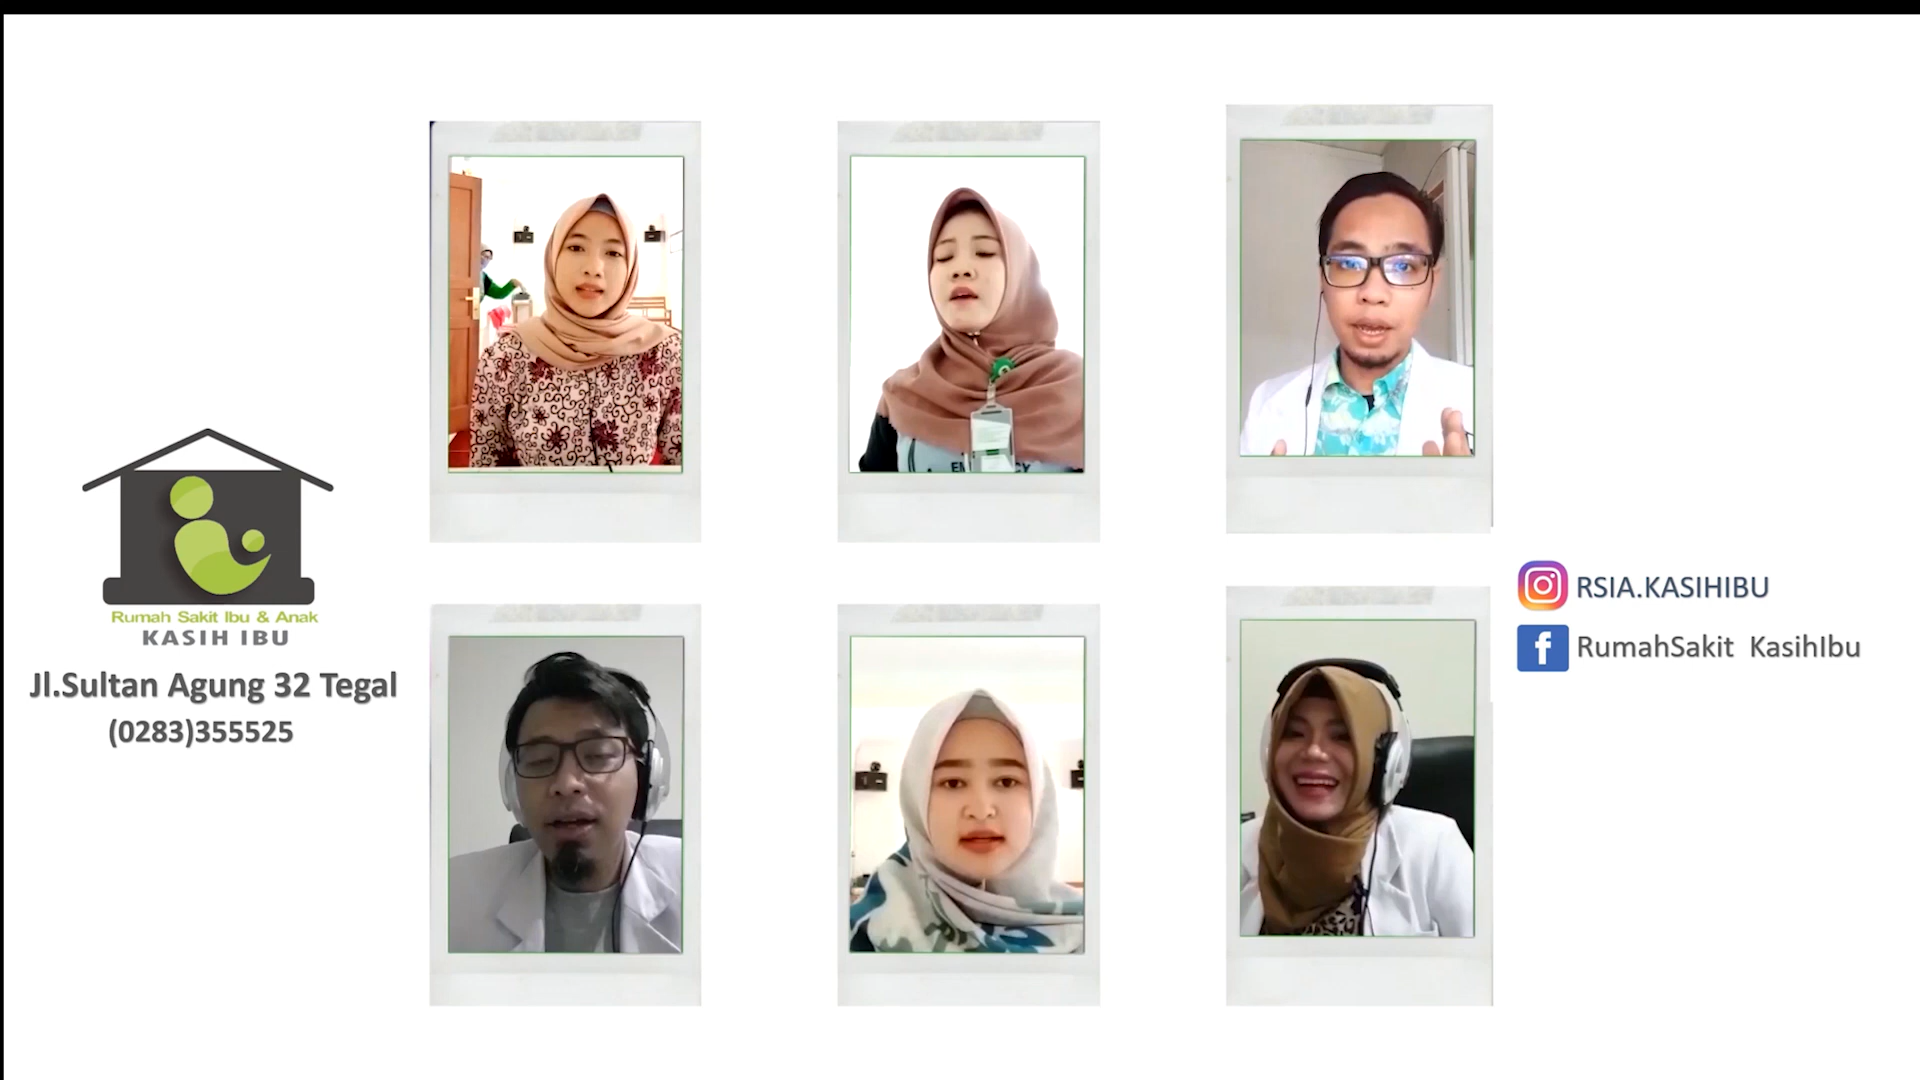 Rumah Sakit Ibu & Anak
KASIH IBU
Jl.Sultan Agung 32 Tegal
(0283)355525
RSIA.KASIHIBU
RumahSakit KasihIbu